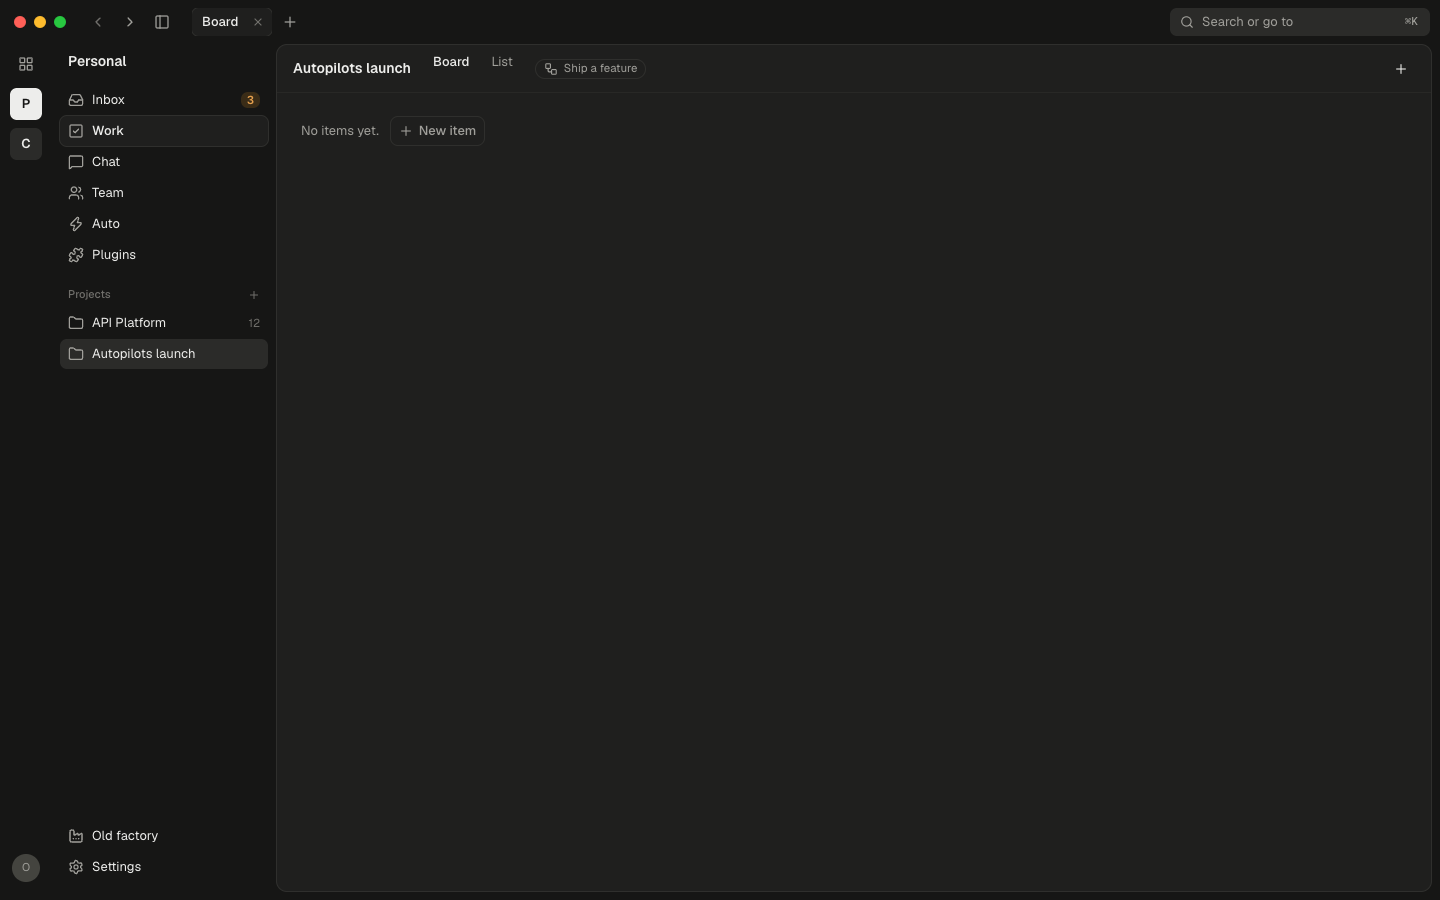 Board
Search or go to
⌘K
P
C
O
Personal
Inbox 3
Work
Chat
Team
Auto
Plugins
Projects
API Platform 12
Autopilots launch
Old factory
Settings
Autopilots launch Board List Ship a feature
No items yet. New item